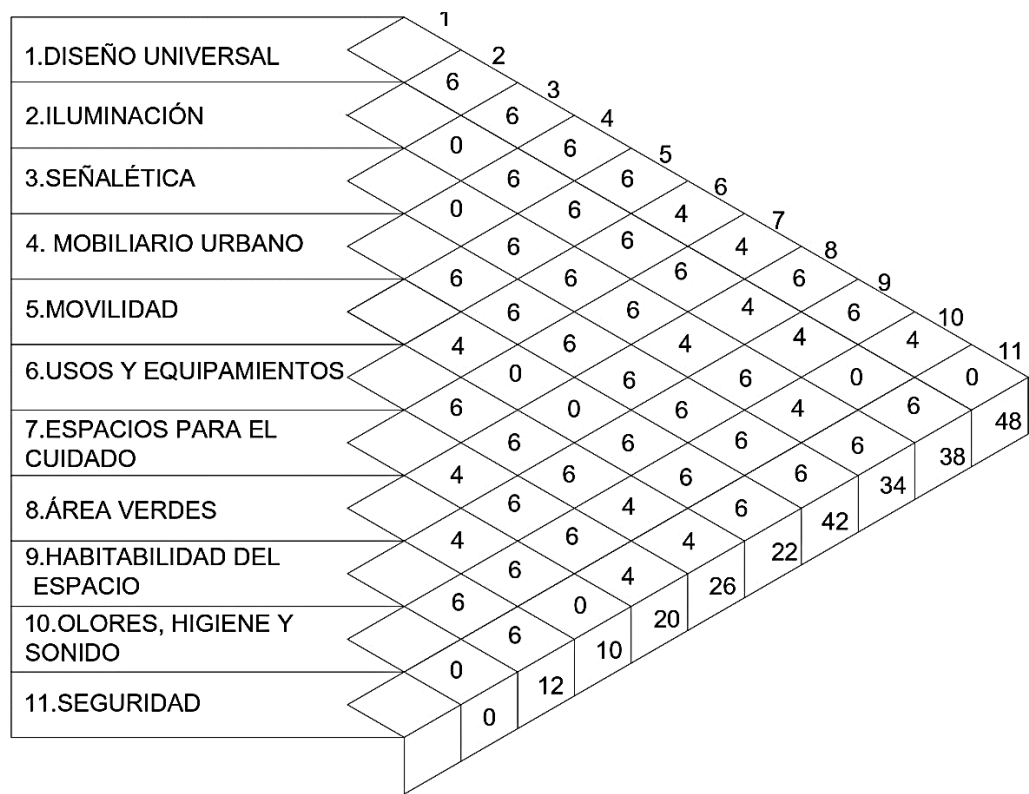 1
1.DISEÑO UNIVERSAL 2
6 3
2.ILUMINACIÓN 6 4
0 6 5
3.SEÑALÉTICA 6 6 6
0 6 4 7
4. MOBILIARIO URBANO 6 6 4 8
6 6 6 6 9
5.MOVILIDAD 6 6 4 6 10
4 6 4 4 4 11
6.USOS Y EQUIPAMIENTOS 0 6 6 0 0
6 0 6 4 6 48
7.ESPACIOS PARA EL
CUIDADO 6 6 6 6 38
4 6 6 6 34
8.ÁREA VERDES 6 4 6 42
4 6 4 22
9.HABITABILIDAD DEL
ESPACIO 6 4 26
6 0 20
10.OLORES, HIGIENE Y
SONIDO 6 10
0 12
11.SEGURIDAD 0